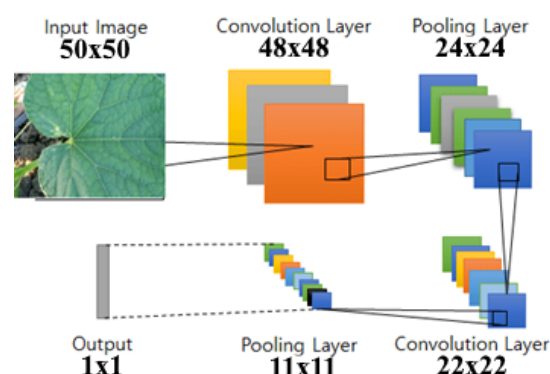 Input Image
50x50
Convolution Layer
48x48
Pooling Layer
24x24
Output
1x1
Pooling Layer
11x11
Convolution Layer
22x22